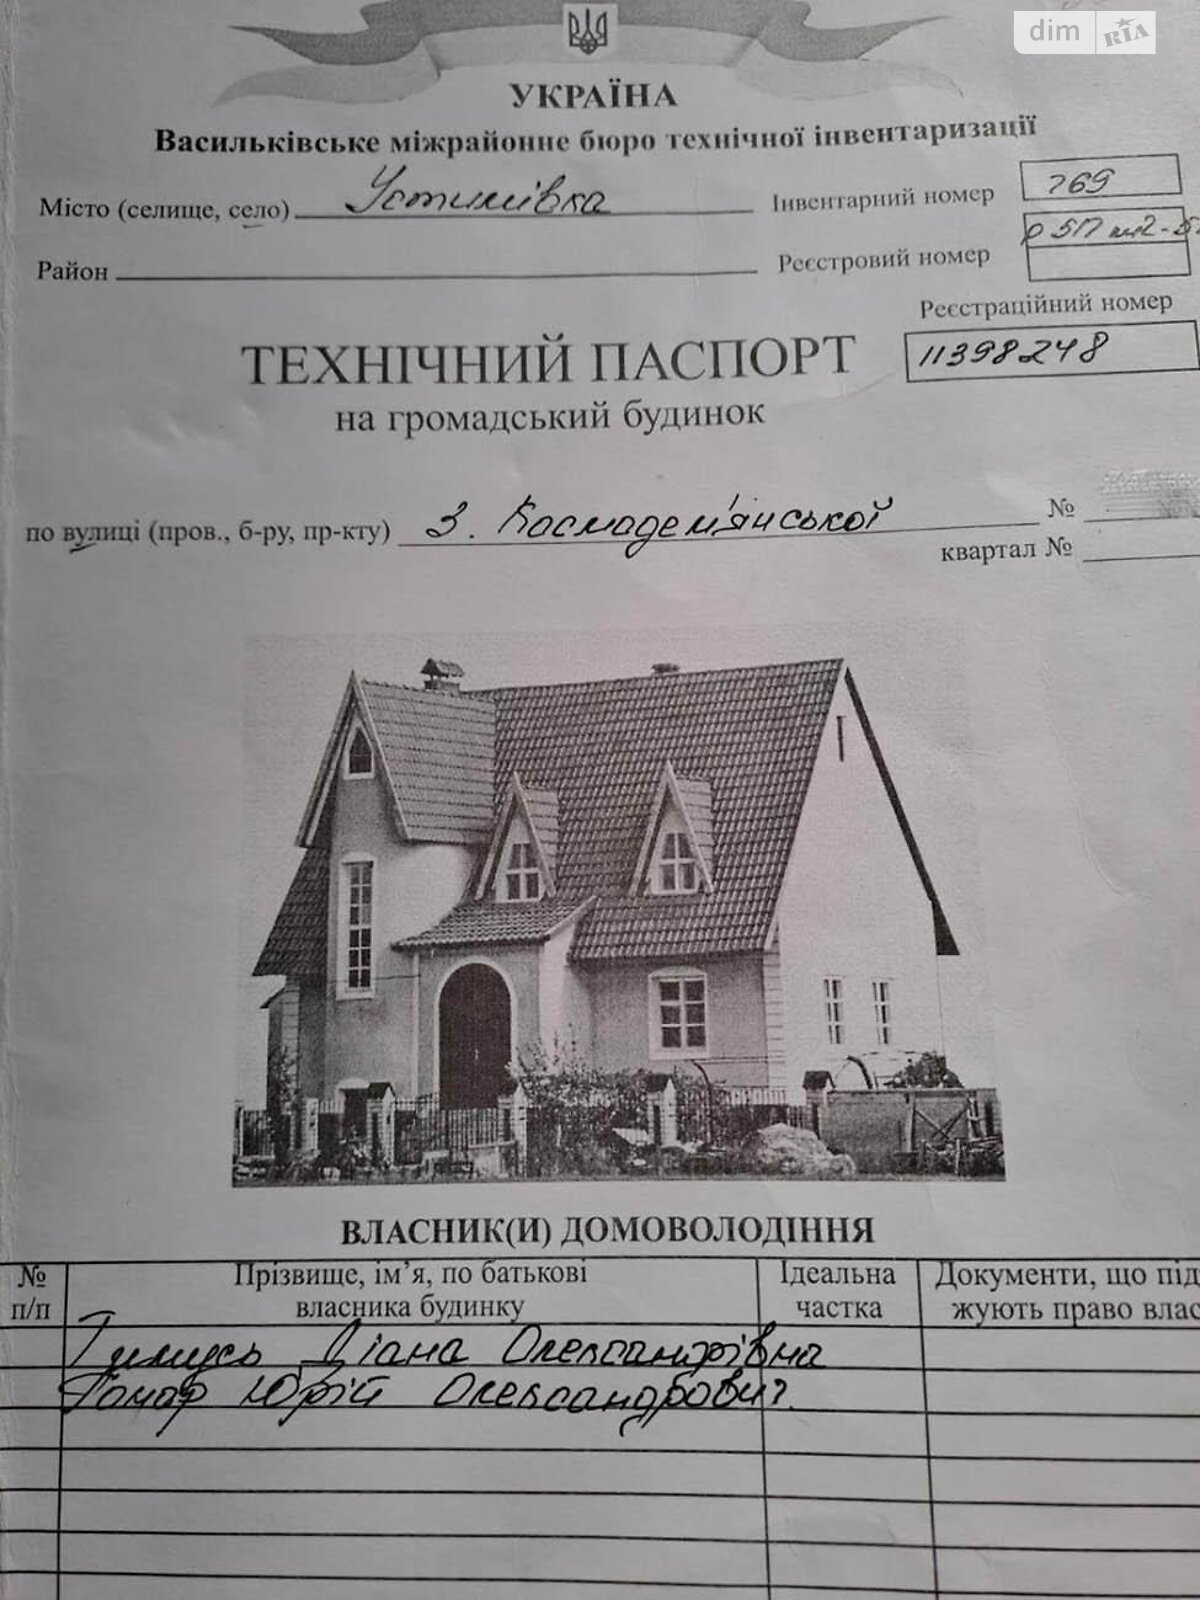 dim RIA
УКРАЇНА
Васильківське міжрайонне бюро технічної інвентаризації
Місто (селище, село) Устимівка Інвентарний номер 769
Район Реєстровий номер
Реєстраційний номер
ТЕХНІЧНИЙ ПАСПОРТ 11398248
на громадський будинок
по вулиці (пров., б-ру, пр-кту) З. Космодем'янської №
квартал №
ВЛАСНИК(И) ДОМОВОЛОДІННЯ
№ Прізвище, ім'я, по батькові Ідеальна Документи, що під
п/п власника будинку частка жують право влас
Діана Олександрівна
Юрій Олександрович